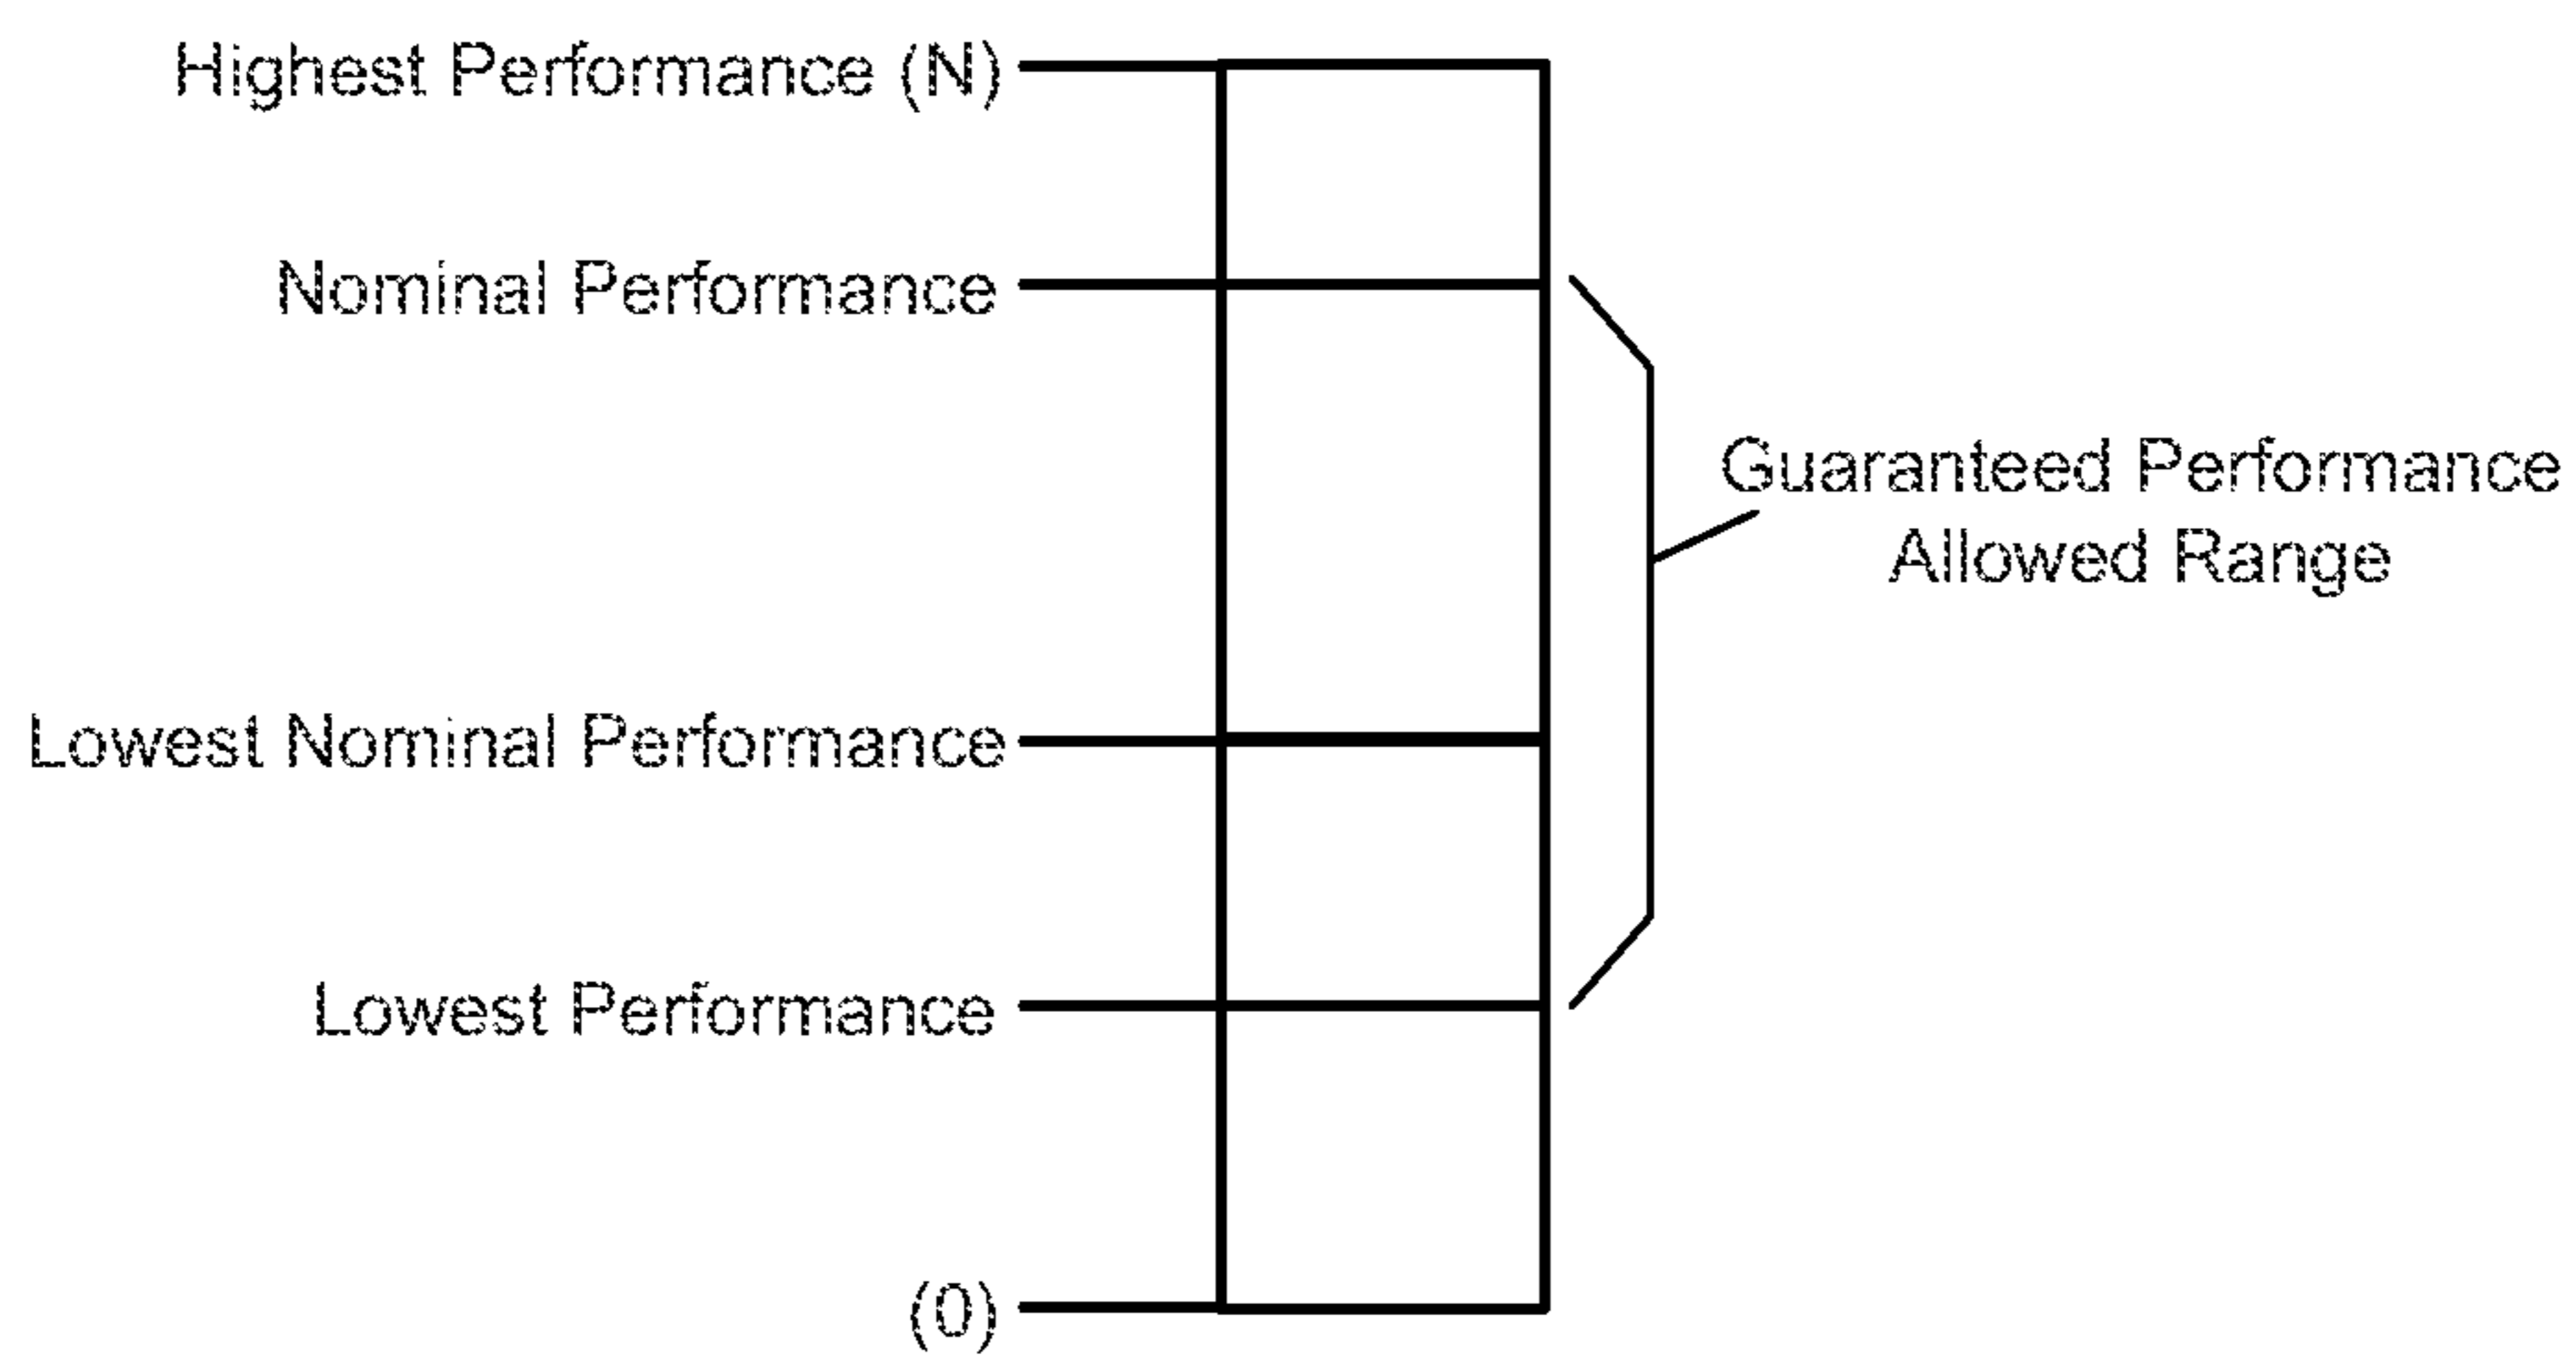 Highest Performance (N)
Nominal Performance
Guaranteed Performance
Allowed Range
Lowest Nominal Performance
Lowest Performance
(0)